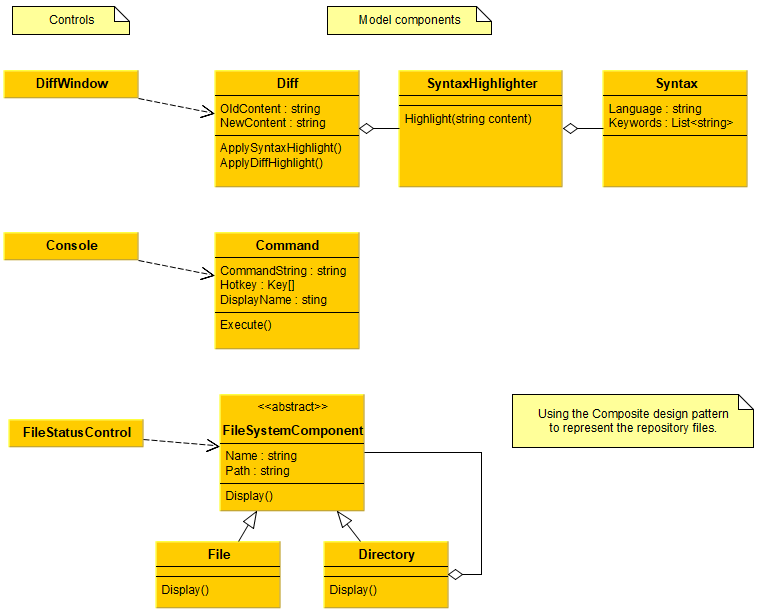 Controls
Model components
DiffWindow
Diff
OldContent : string
NewContent : string
ApplySyntaxHighlight()
ApplyDiffHighlight()
SyntaxHighlighter
Highlight(string content)
Syntax
Language : string
Keywords : List<string>
Console
Command
CommandString : string
Hotkey : Key[]
DisplayName : sting
Execute()
FileStatusControl
<<abstract>>
FileSystemComponent
Name : string
Path : string
Display()
Using the Composite design pattern
to represent the repository files.
File
Display()
Directory
Display()